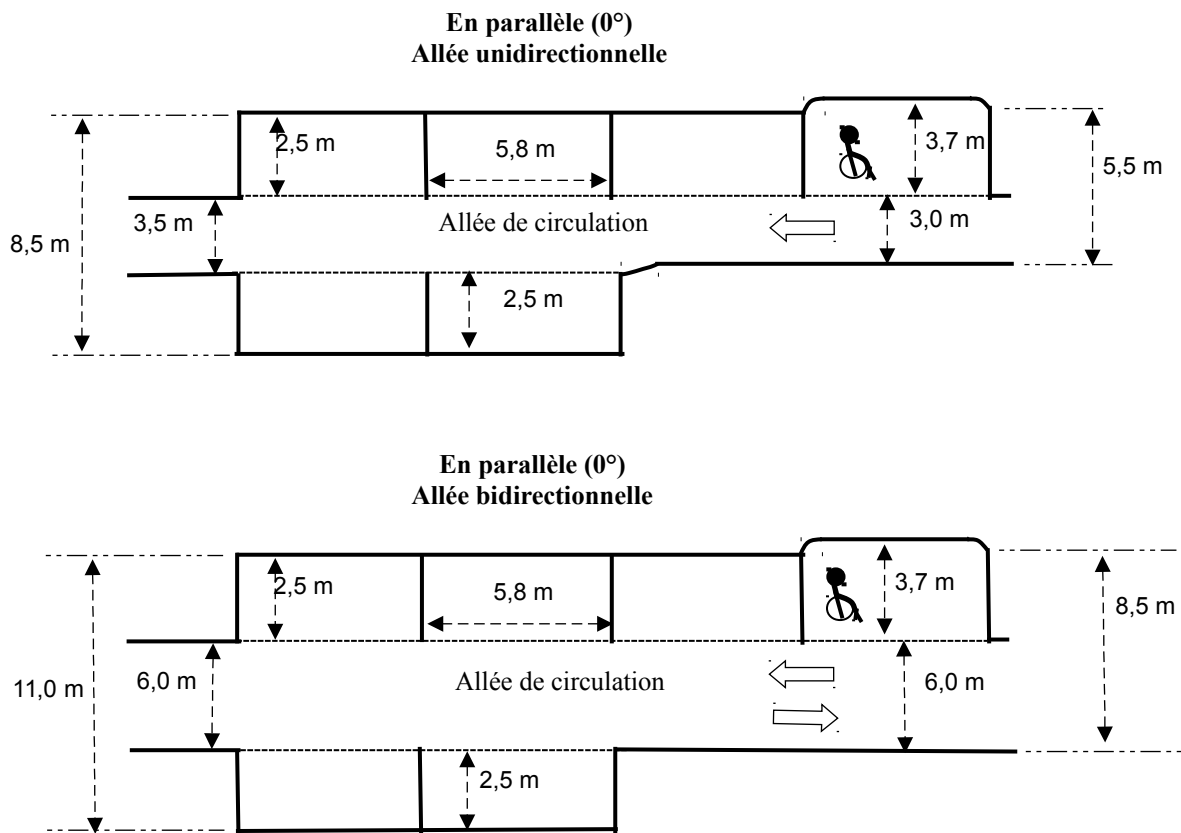 En parallèle (0°)
Allée unidirectionnelle
2,5 m
5,8 m
3,7 m
5,5 m
3,5 m
Allée de circulation
3,0 m
8,5 m
2,5 m
En parallèle (0°)
Allée bidirectionnelle
2,5 m
5,8 m
3,7 m
8,5 m
11,0 m
6,0 m
Allée de circulation
6,0 m
2,5 m